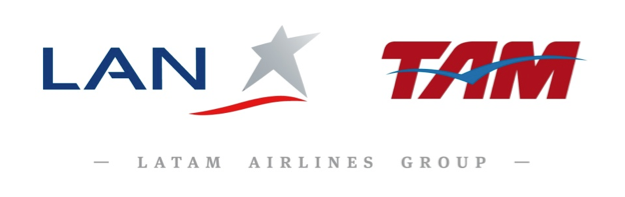 LAN TAM
— LATAM AIRLINES GROUP —